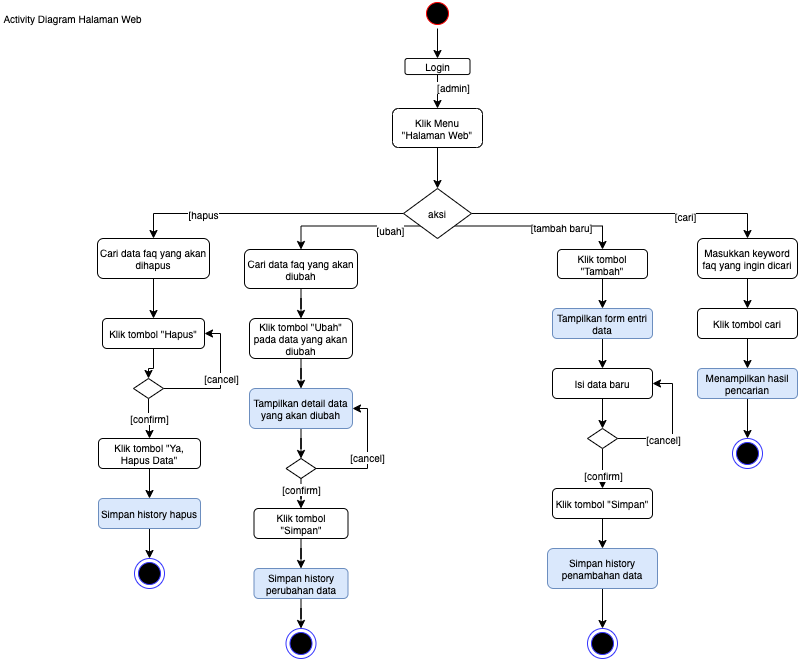 Activity Diagram Halaman Web
Login
[admin]
Klik Menu
"Halaman Web"
aksi
[hapus
[ubah]
[tambah baru]
[cari]
Cari data faq yang akan
dihapus
Klik tombol "Hapus"
[cancel]
[confirm]
Klik tombol "Ya,
Hapus Data"
Simpan history hapus
Cari data faq yang akan
diubah
Klik tombol "Ubah"
pada data yang akan
diubah
Tampilkan detail data
yang akan diubah
[cancel]
[confirm]
Klik tombol
"Simpan"
Simpan history
perubahan data
Klik tombol
"Tambah"
Tampilkan form entri
data
Isi data baru
[cancel]
[confirm]
Klik tombol "Simpan"
Simpan history
penambahan data
Masukkan keyword
faq yang ingin dicari
Klik tombol cari
Menampilkan hasil
pencarian